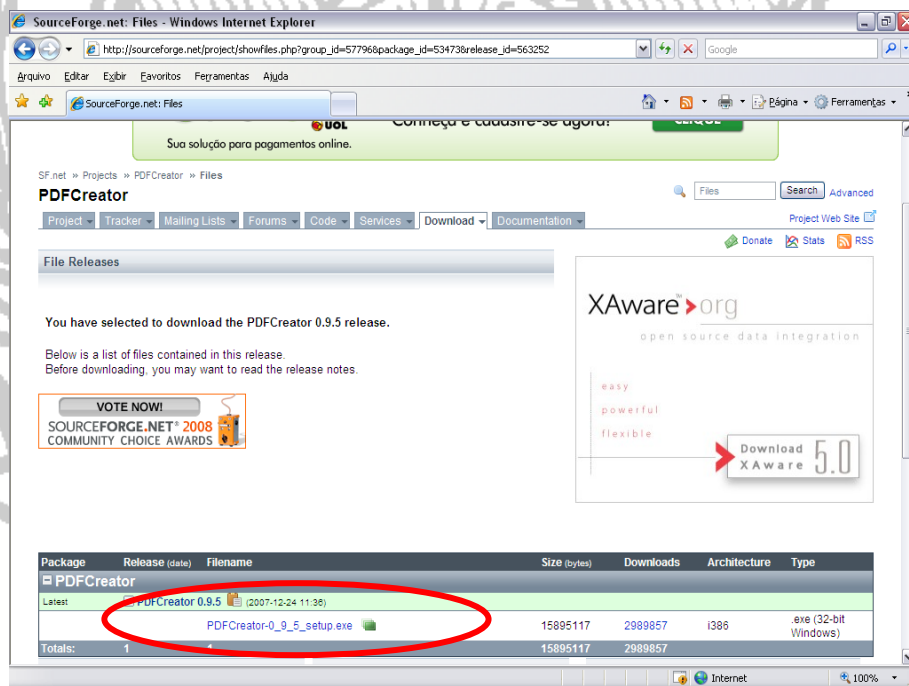 SourceForge.net: Files - Windows Internet Explorer
http://sourceforge.net/project/showfiles.php?group_id=57796&package_id=53473&release_id=563252
Google
Arquivo Editar Exibir Favoritos Ferramentas Ajuda
SourceForge.net: Files
Página Ferramentas
UOL Conheça e cadastre-se agora! CLIQUE
Sua solução para pagamentos online.
SF.net » Projects » PDFCreator » Files
PDFCreator
Files Search Advanced
Project Tracker Mailing Lists Forums Code Services Download Documentation
Project Web Site
Donate Stats RSS
File Releases
You have selected to download the PDFCreator 0.9.5 release.
Below is a list of files contained in this release.
Before downloading, you may want to read the release notes.
VOTE NOW!
SOURCEFORGE.NET® 2008
COMMUNITY CHOICE AWARDS
XAware™ org
open source data integration
easy
powerful
flexible
Download
XAware 5.0
Package Release (date) Filename Size (bytes) Downloads Architecture Type
PDFCreator
Latest PDFCreator 0.9.5 (2007-12-24 11:36)
PDFCreator-0_9_5_setup.exe 15895117 2989857 i386 .exe (32-bit Windows)
Totals: 1 1 15895117 2989857
Internet 100%